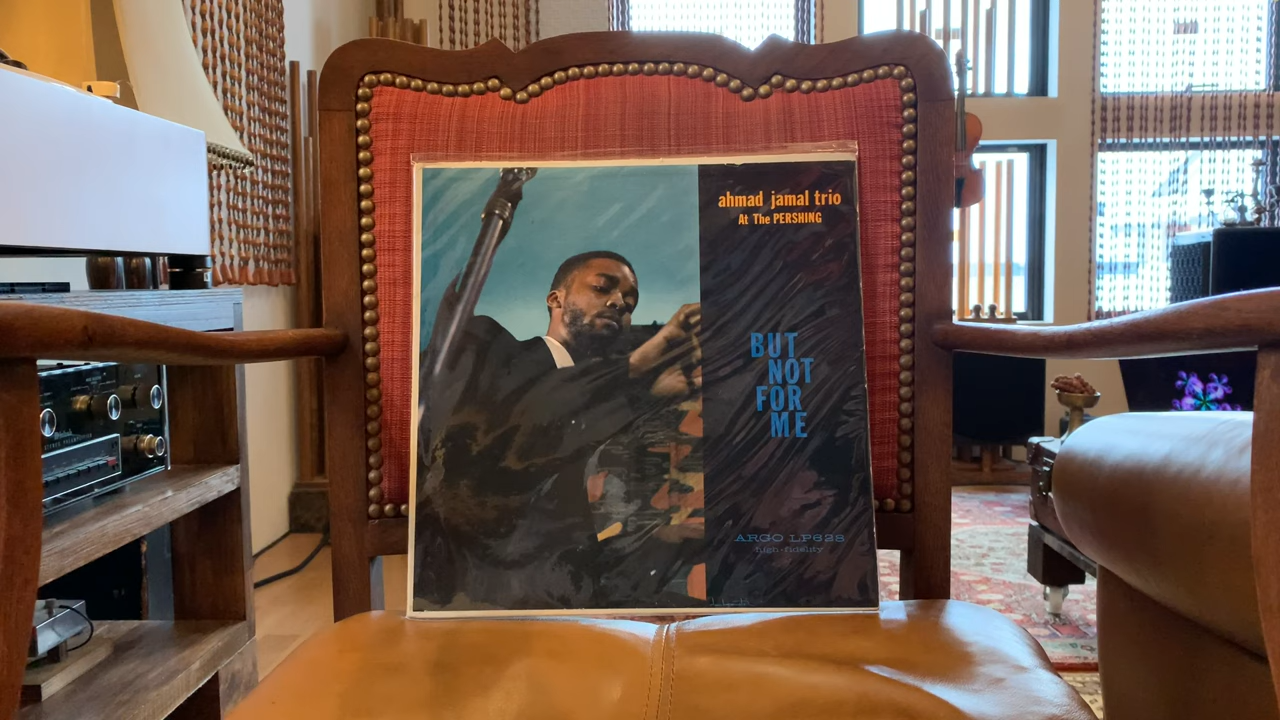 ahmad jamal trio
At The PERSHING
BUT
NOT
FOR
ME
ARGO LP628
high-fidelity